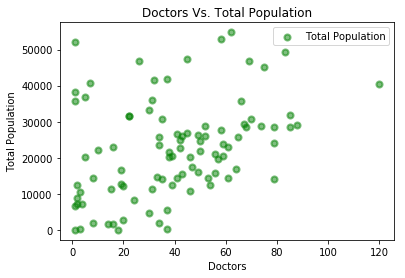 Doctors Vs. Total Population
Total Population
50000
40000
30000
20000
10000
0
Total Population
0 20 40 60 80 100 120
Doctors